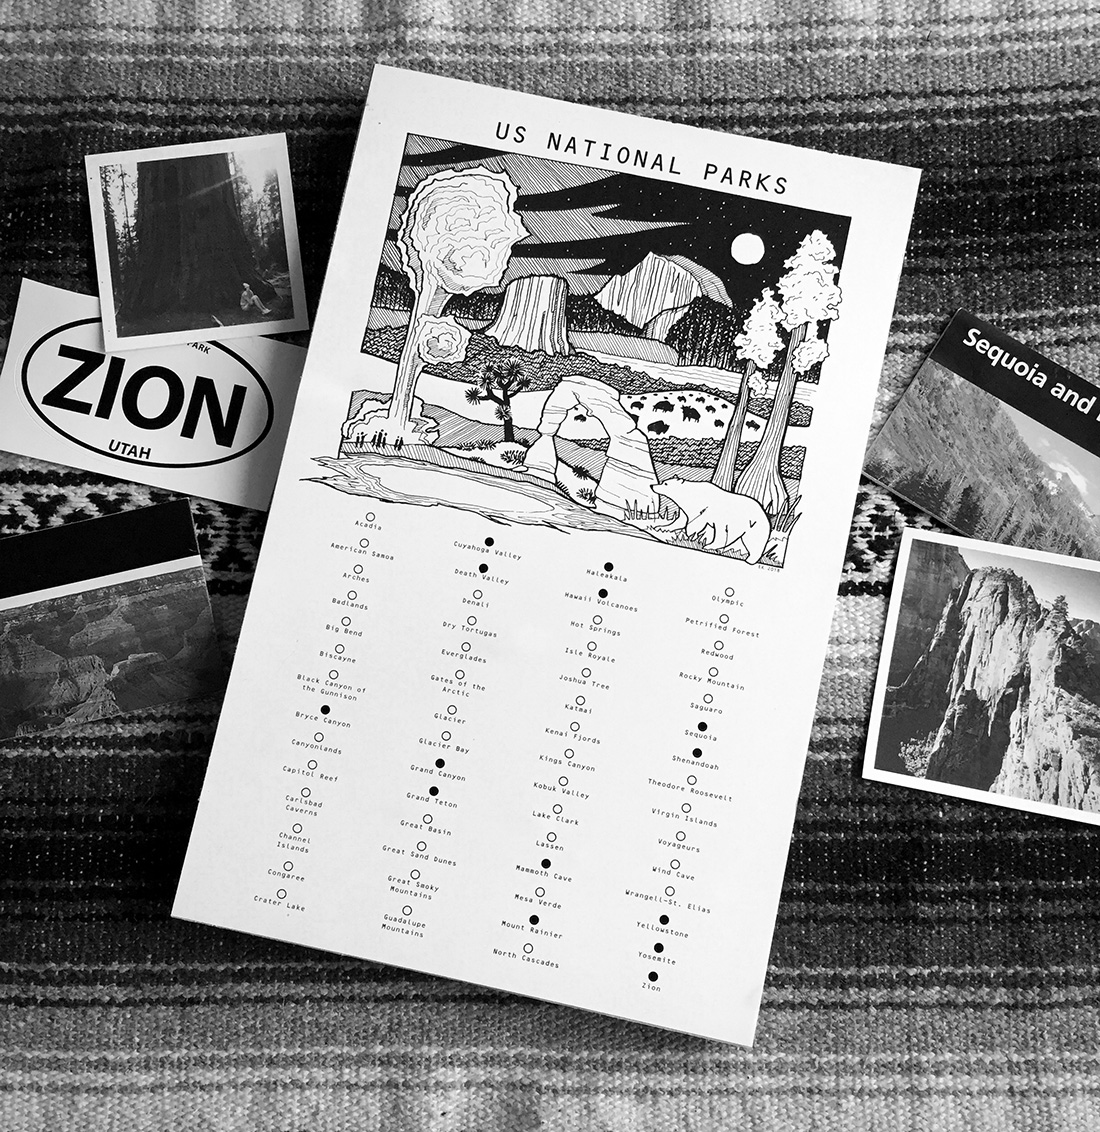 US NATIONAL PARKS
EK 2019
Acadia
American Samoa
Arches
Badlands
Big Bend
Biscayne
Black Canyon of
the Gunnison
Bryce Canyon
Canyonlands
Capitol Reef
Carlsbad
Caverns
Channel
Islands
Congaree
Crater Lake
Cuyahoga Valley
Death Valley
Denali
Dry Tortugas
Everglades
Gates of the
Arctic
Glacier
Glacier Bay
Grand Canyon
Grand Teton
Great Basin
Great Sand Dunes
Great Smoky
Mountains
Guadalupe
Mountains
Haleakala
Hawaii Volcanoes
Hot Springs
Isle Royale
Joshua Tree
Katmai
Kenai Fjords
Kings Canyon
Kobuk Valley
Lake Clark
Lassen
Mammoth Cave
Mesa Verde
Mount Rainier
North Cascades
Olympic
Petrified Forest
Redwood
Rocky Mountain
Saguaro
Sequoia
Shenandoah
Theodore Roosevelt
Virgin Islands
Voyageurs
Wind Cave
Wrangell-St. Elias
Yellowstone
Yosemite
Zion
PARK
ZION
UTAH
Sequoia and